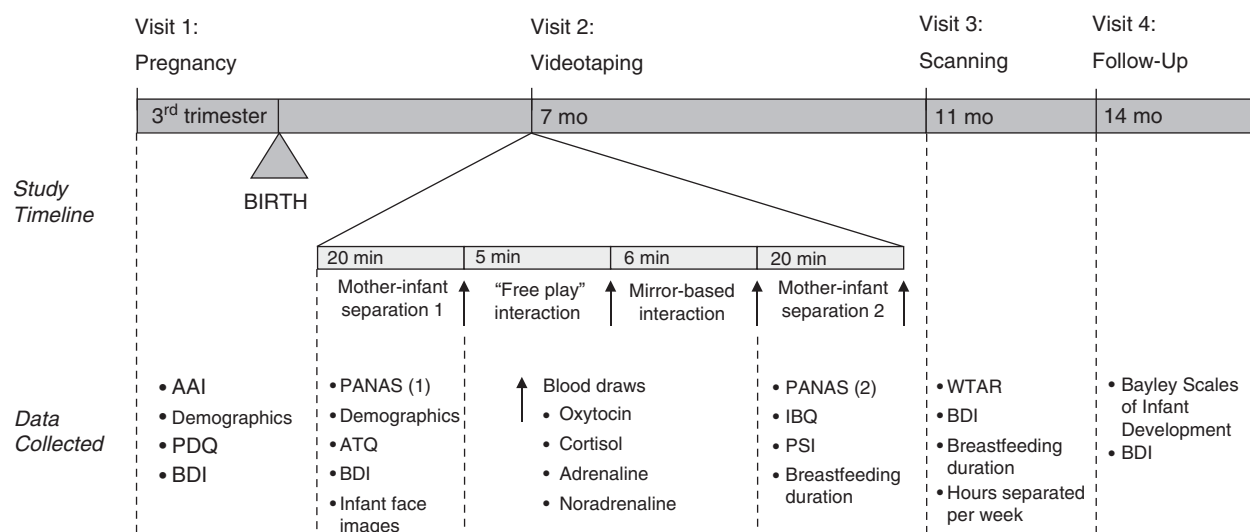 Visit 1:
Pregnancy
Visit 2:
Videotaping
Visit 3:
Scanning
Visit 4:
Follow-Up
3rd trimester
7 mo
11 mo
14 mo
Study
Timeline
BIRTH
20 min
5 min
6 min
20 min
Mother-infant
separation 1
“Free play”
interaction
Mirror-based
interaction
Mother-infant
separation 2
Data
Collected
• AAI
• Demographics
• PDQ
• BDI
• PANAS (1)
• Demographics
• ATQ
• BDI
• Infant face
images
Blood draws
• Oxytocin
• Cortisol
• Adrenaline
• Noradrenaline
• PANAS (2)
• IBQ
• PSI
• Breastfeeding
duration
• WTAR
• BDI
• Breastfeeding
duration
• Hours separated
per week
• Bayley Scales
of Infant
Development
• BDI